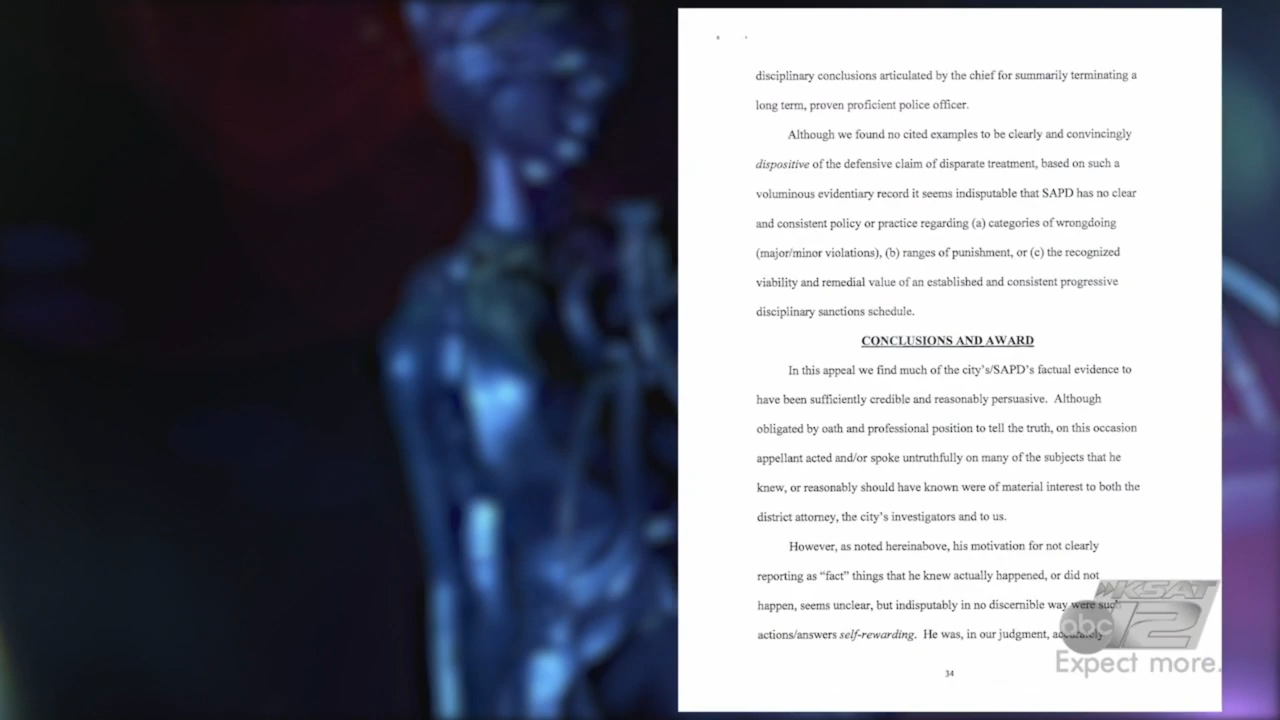 disciplinary conclusions articulated by the chief for summarily terminating a
long term, proven proficient police officer.
Although we found no cited examples to be clearly and convincingly
dispositive of the defensive claim of disparate treatment, based on such a
voluminous evidentiary record it seems indisputable that SAPD has no clear
and consistent policy or practice regarding (a) categories of wrongdoing
(major/minor violations), (b) ranges of punishment, or (c) the recognized
viability and remedial value of an established and consistent progressive
disciplinary sanctions schedule.
CONCLUSIONS AND AWARD
In this appeal we find much of the city's/SAPD's factual evidence to
have been sufficiently credible and reasonably persuasive. Although
obligated by oath and professional position to tell the truth, on this occasion
appellant acted and/or spoke untruthfully on many of the subjects that he
knew, or reasonably should have known were of material interest to both the
district attorney, the city's investigators and to us.
However, as noted hereinabove, his motivation for not clearly
reporting as "fact" things that he knew actually happened, or did not
happen, seems unclear, but indisputably in no discernible way were such
actions/answers self-rewarding. He was, in our judgment, accurately
34
KSAT
abc 12
Expect more.